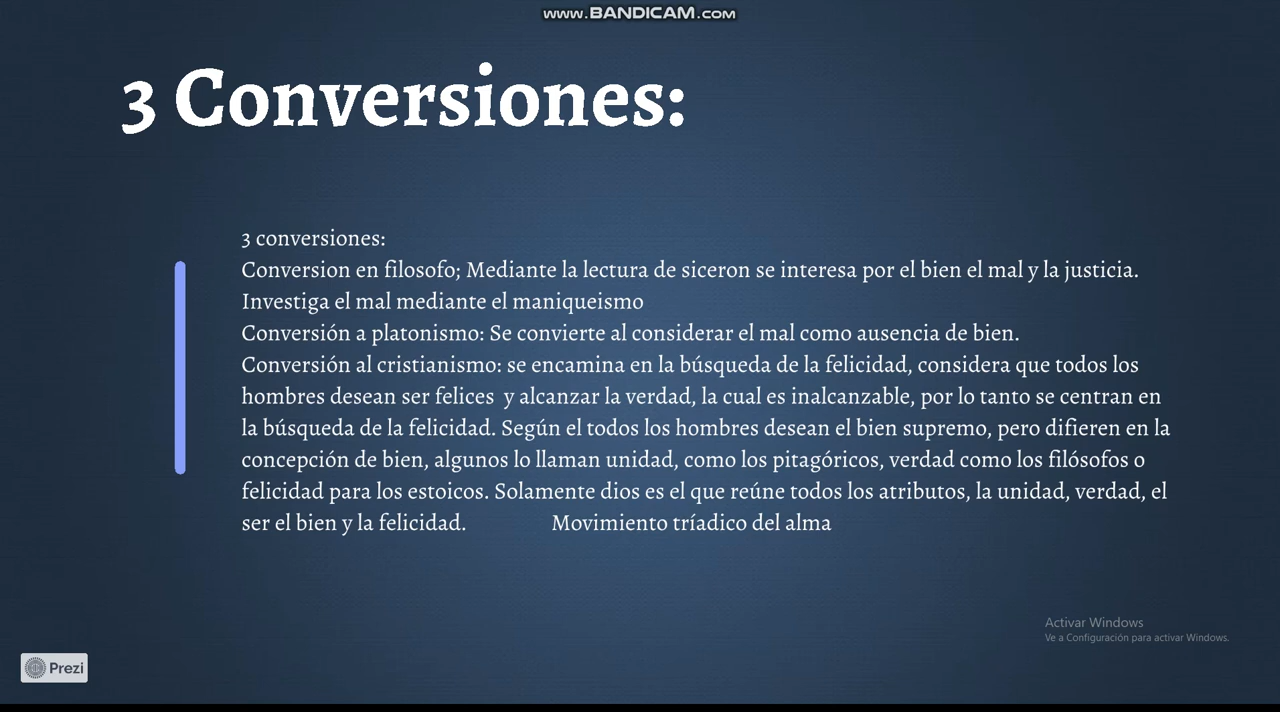 www.BANDICAM.com
3 Conversiones:
3 conversiones:
Conversion en filosofo; Mediante la lectura de siceron se interesa por el bien el mal y la justicia.
Investiga el mal mediante el maniqueismo
Conversión a platonismo: Se convierte al considerar el mal como ausencia de bien.
Conversión al cristianismo: se encamina en la búsqueda de la felicidad, considera que todos los
hombres desean ser felices  y alcanzar la verdad, la cual es inalcanzable, por lo tanto se centran en
la búsqueda de la felicidad. Según el todos los hombres desean el bien supremo, pero difieren en la
concepción de bien, algunos lo llaman unidad, como los pitagóricos, verdad como los filósofos o
felicidad para los estoicos. Solamente dios es el que reúne todos los atributos, la unidad, verdad, el
ser el bien y la felicidad. Movimiento tríadico del alma
Activar Windows
Ve a Configuración para activar Windows.
Prezi